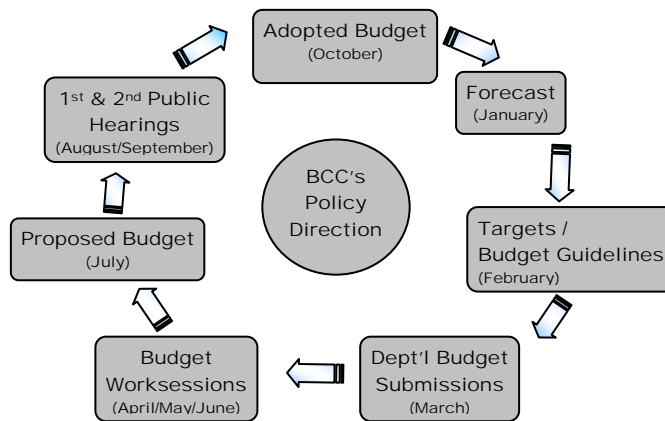 Adopted Budget
(October)
Forecast
(January)
Targets /
Budget Guidelines
(February)
Dept'l Budget
Submissions
(March)
Budget
Worksessions
(April/May/June)
Proposed Budget
(July)
1st & 2nd Public
Hearings
(August/September)
BCC's
Policy
Direction